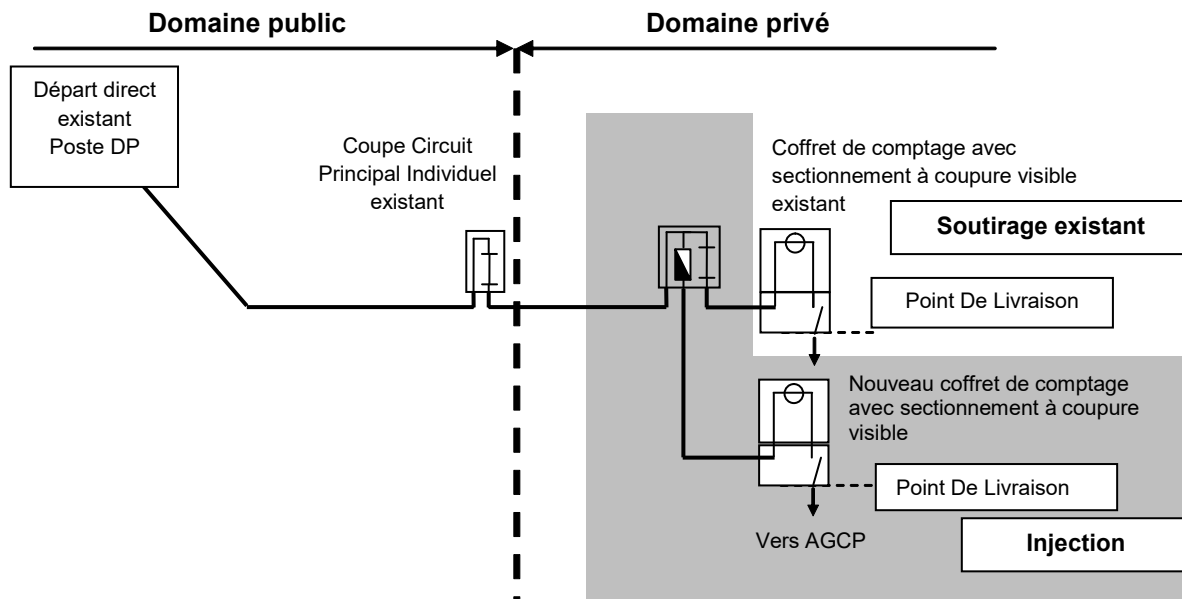 Domaine public
Domaine privé
Départ direct
existant
Poste DP
Coupe Circuit
Principal Individuel
existant
Coffret de comptage avec
sectionnement à coupure visible
existant
Soutirage existant
Point De Livraison
Nouveau coffret de comptage
avec sectionnement à coupure
visible
Point De Livraison
Vers AGCP
Injection